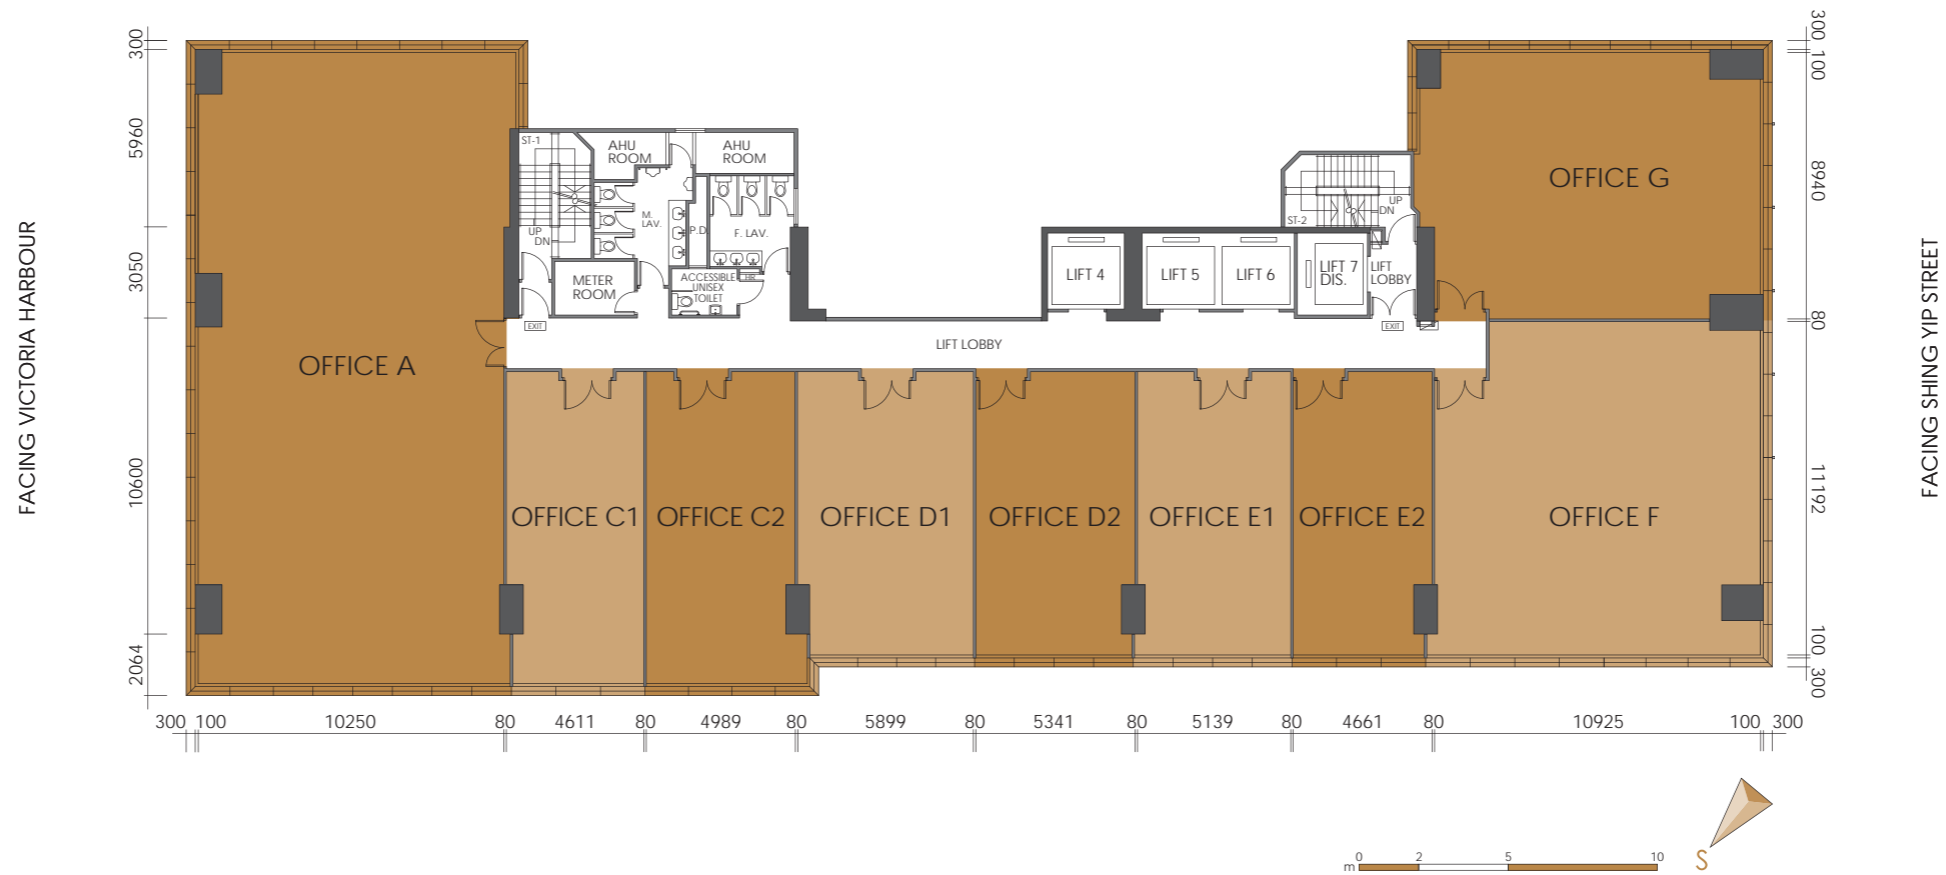 FACING VICTORIA HARBOUR
300
5960
3050
10600
2064
OFFICE A
ST-1
UP
DN
AHU
ROOM
AHU
ROOM
M.
LAV.
P.D.
F. LAV.
METER
ROOM
ACCESSIBLE
UNISEX
TOILET
HR
EXIT
LIFT LOBBY
LIFT 4
LIFT 5
LIFT 6
LIFT 7
DIS.
LIFT
LOBBY
ST-2
UP
DN
EXIT
OFFICE G
OFFICE C1
OFFICE C2
OFFICE D1
OFFICE D2
OFFICE E1
OFFICE E2
OFFICE F
300
100
8940
80
11192
100
300
FACING SHING YIP STREET
300 100 10250 80 4611 80 4989 80 5899 80 5341 80 5139 80 4661 80 10925 100 300
m 0 2 5 10
S